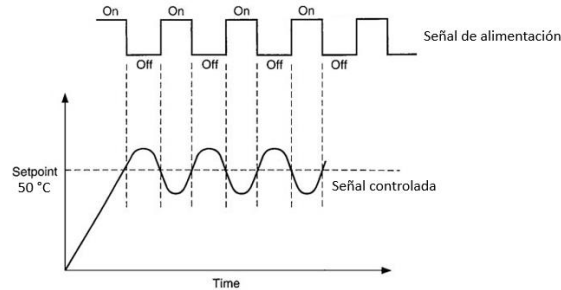 On On On On
Señal de alimentación
Off Off Off Off
Setpoint
50 °C
Señal controlada
Time